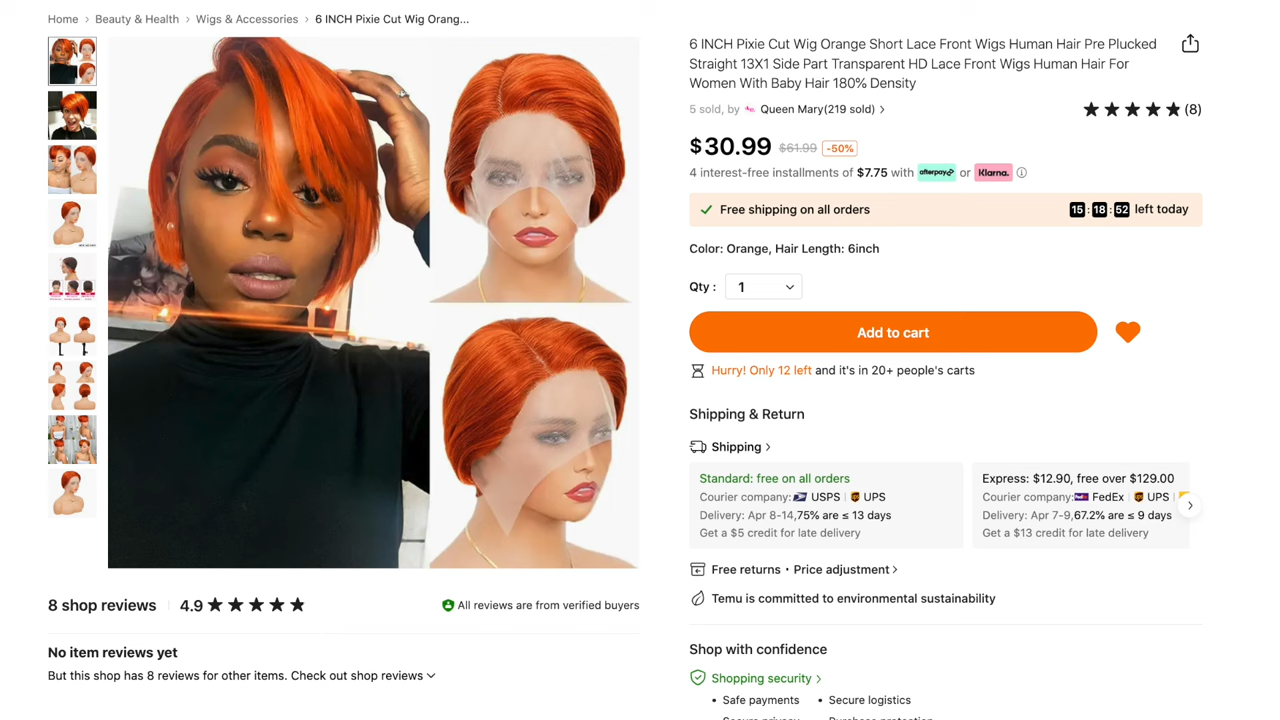 Home > Beauty & Health > Wigs & Accessories > 6 INCH Pixie Cut Wig Orang...
6 INCH Pixie Cut Wig Orange Short Lace Front Wigs Human Hair Pre Plucked
Straight 13X1 Side Part Transparent HD Lace Front Wigs Human Hair For
Women With Baby Hair 180% Density
5 sold, by Queen Mary(219 sold) >
(8)
$30.99 $61.99 -50%
4 interest-free installments of $7.75 with afterpay or Klarna.
Free shipping on all orders 15 : 18 : 52 left today
Color: Orange, Hair Length: 6inch
Qty : 1
Add to cart
Hurry! Only 12 left and it's in 20+ people's carts
Shipping & Return
Shipping >
Standard: free on all orders
Courier company: USPS | UPS
Delivery: Apr 8-14,75% are ≤ 13 days
Get a $5 credit for late delivery
Express: $12.90, free over $129.00
Courier company: FedEx | UPS |
Delivery: Apr 7-9,67.2% are ≤ 9 days
Get a $13 credit for late delivery
Free returns · Price adjustment >
Temu is committed to environmental sustainability
8 shop reviews | 4.9
All reviews are from verified buyers
No item reviews yet
But this shop has 8 reviews for other items. Check out shop reviews
Shop with confidence
Shopping security >
• Safe payments • Secure logistics